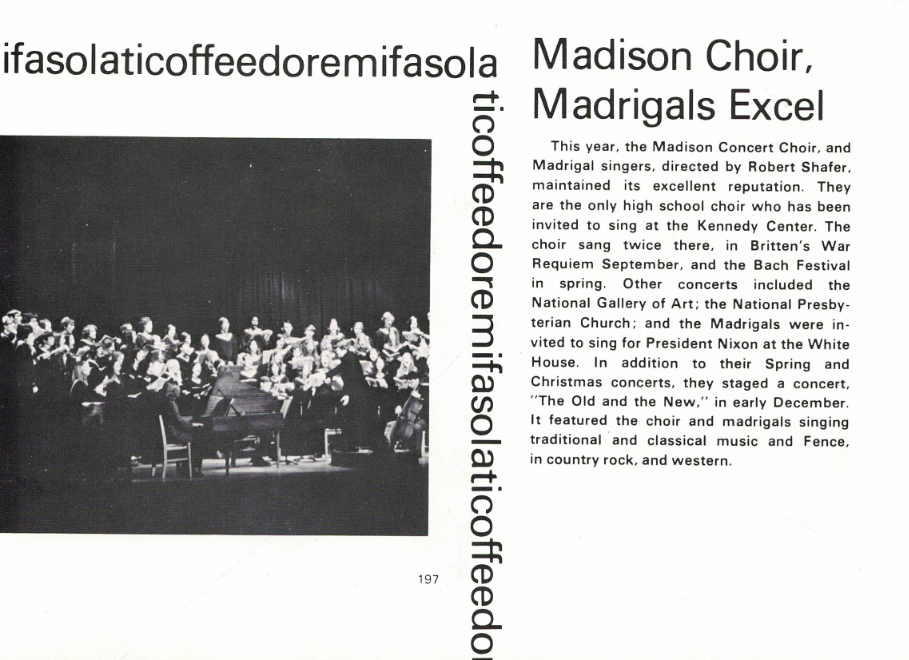 ifasolaticoffeedoremifasola
ticoffeedoremifasolaticoffeedo
Madison Choir,
Madrigals Excel
This year, the Madison Concert Choir, and
Madrigal singers, directed by Robert Shafer,
maintained its excellent reputation. They
are the only high school choir who has been
invited to sing at the Kennedy Center. The
choir sang twice there, in Britten's War
Requiem September, and the Bach Festival
in spring. Other concerts included the
National Gallery of Art; the National Presby-
terian Church; and the Madrigals were in-
vited to sing for President Nixon at the White
House. In addition to their Spring and
Christmas concerts, they staged a concert,
"The Old and the New," in early December.
It featured the choir and madrigals singing
traditional and classical music and Fence,
in country rock, and western.
197